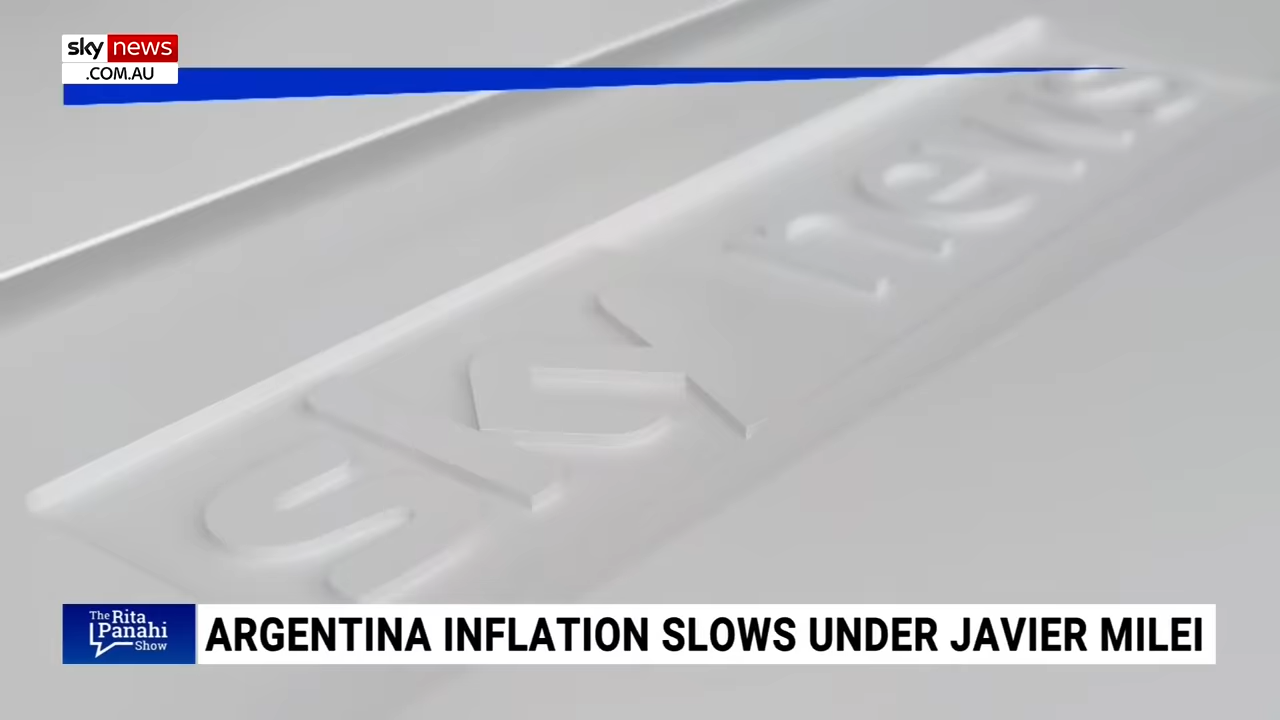 sky news
.COM.AU
sky news
The Rita
Panahi
Show
ARGENTINA INFLATION SLOWS UNDER JAVIER MILEI